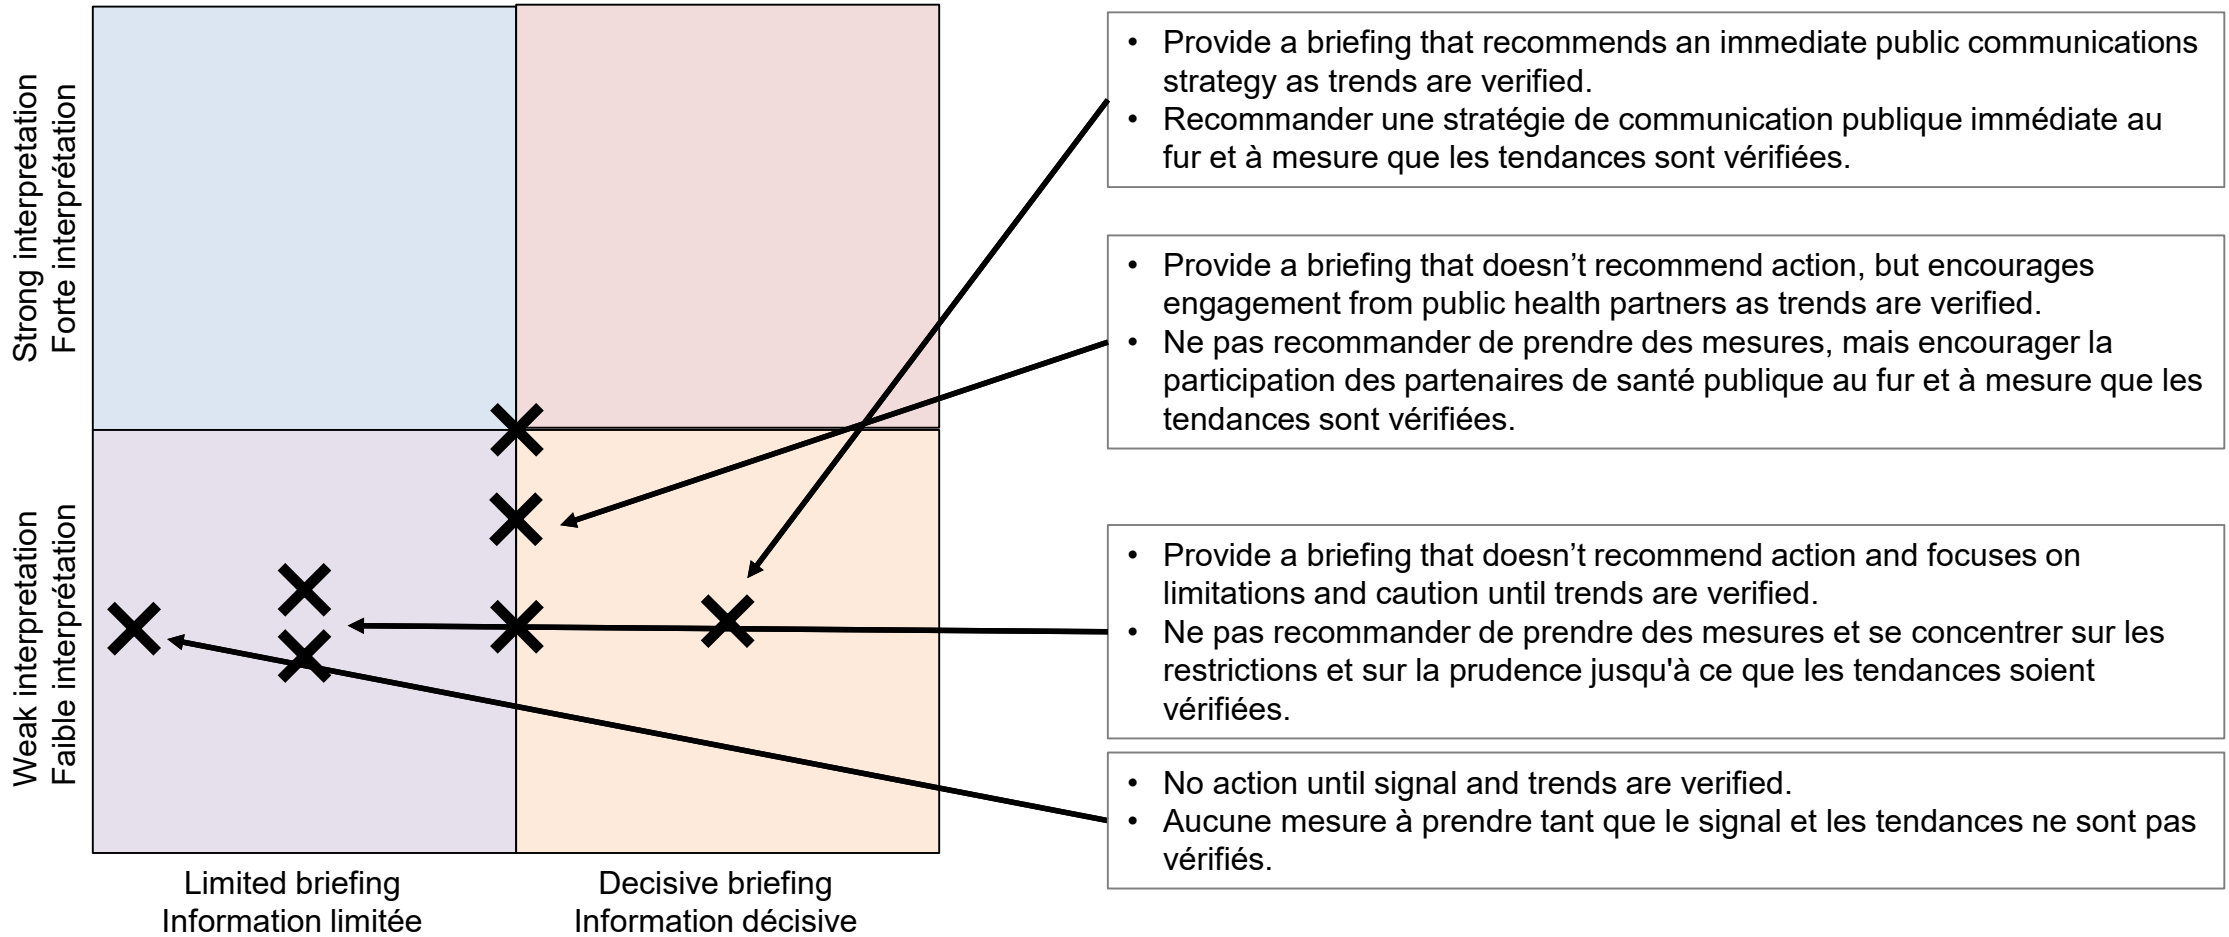 Strong interpretation
Forte interprétation
Weak interpretation
Faible interprétation
Limited briefing
Information limitée
Decisive briefing
Information décisive
• Provide a briefing that recommends an immediate public communications
strategy as trends are verified.
• Recommander une stratégie de communication publique immédiate au
fur et à mesure que les tendances sont vérifiées.
• Provide a briefing that doesn’t recommend action, but encourages
engagement from public health partners as trends are verified.
• Ne pas recommander de prendre des mesures, mais encourager la
participation des partenaires de santé publique au fur et à mesure que les
tendances sont vérifiées.
• Provide a briefing that doesn’t recommend action and focuses on
limitations and caution until trends are verified.
• Ne pas recommander de prendre des mesures et se concentrer sur les
restrictions et sur la prudence jusqu'à ce que les tendances soient
vérifiées.
• No action until signal and trends are verified.
• Aucune mesure à prendre tant que le signal et les tendances ne sont pas
vérifiés.